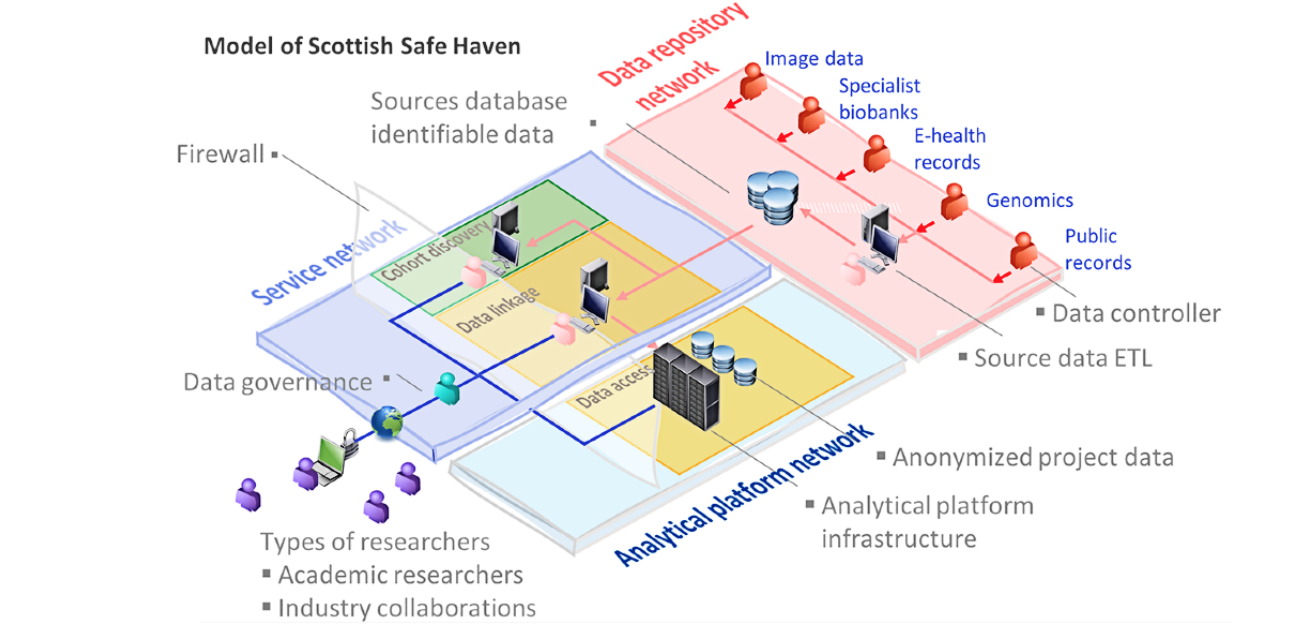 Model of Scottish Safe Haven
Data repository
network
Image data
Specialist
biobanks
E-health
records
Genomics
Public
records
Sources database
identifiable data
Firewall
Service network
Cohort discovery
Data linkage
Data access
Data controller
Source data ETL
Data governance
Anonymized project data
Analytical platform network
Analytical platform
infrastructure
Types of researchers
Academic researchers
Industry collaborations